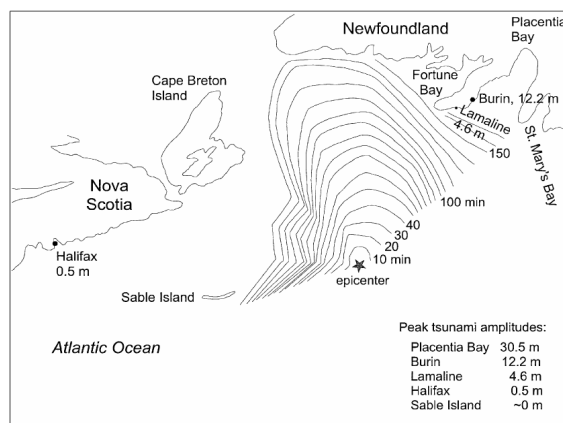 Newfoundland
Placentia
Bay
Cape Breton
Island
Fortune
Bay
Burin, 12.2 m
Lamaline
4.6 m
St. Mary's Bay
150
Nova
Scotia
100 min
40
30
20
10 min
epicenter
Halifax
0.5 m
Sable Island
Atlantic Ocean
Peak tsunami amplitudes:
Placentia Bay 30.5 m
Burin 12.2 m
Lamaline 4.6 m
Halifax 0.5 m
Sable Island ~0 m